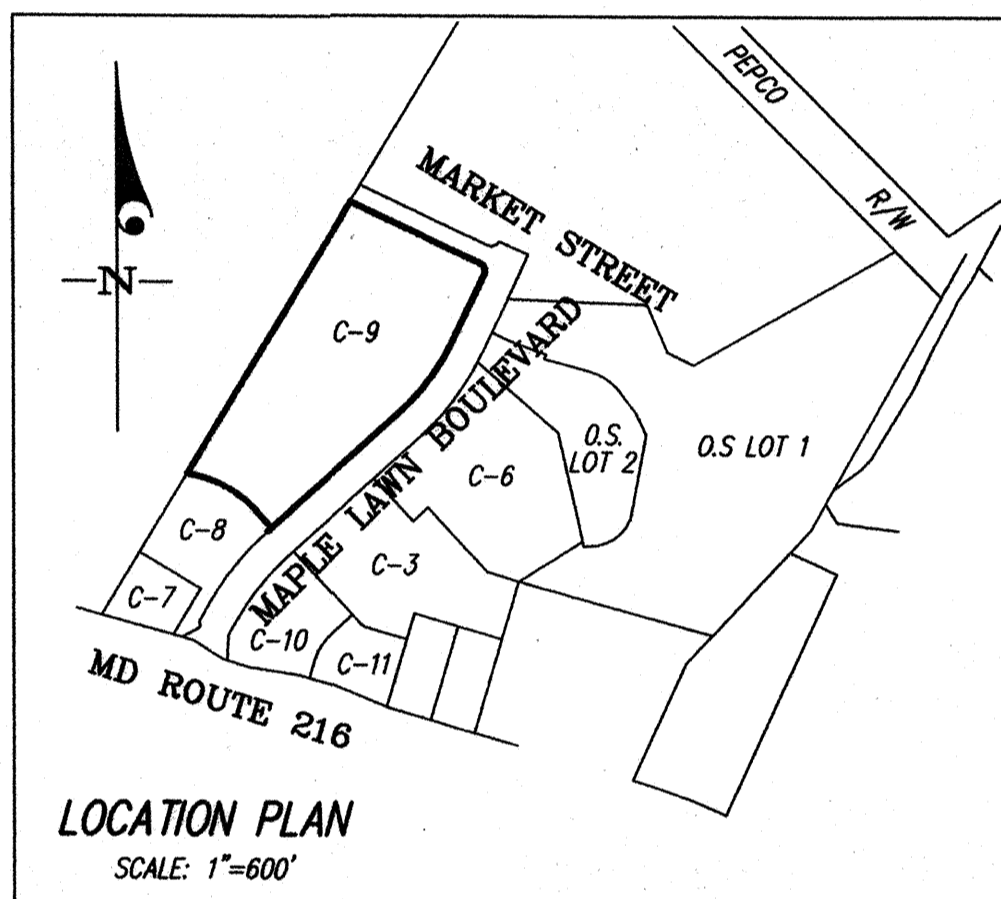 PEPCO
R/W
MARKET STREET
C-9
MAPLE LAWN BOULEVARD
O.S.
LOT 2
O.S LOT 1
C-6
N
C-8
C-3
C-7
C-10
C-11
MD ROUTE 216
LOCATION PLAN
SCALE: 1"=600'